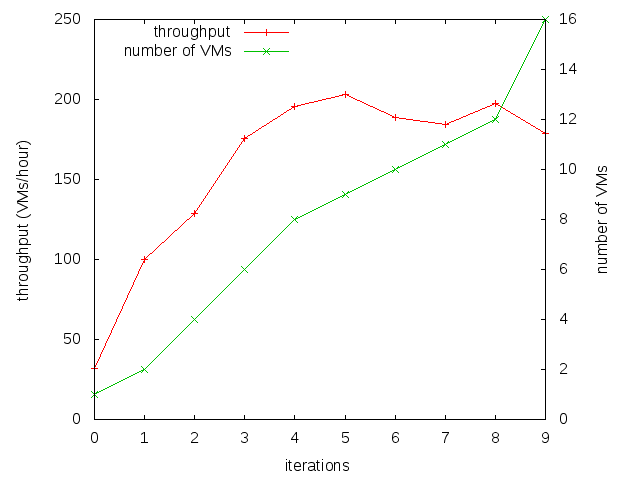 250
200
150
100
50
0
throughput (VMs/hour)
throughput
number of VMs
16
14
12
10
8
6
4
2
0
number of VMs
0 1 2 3 4 5 6 7 8 9
iterations